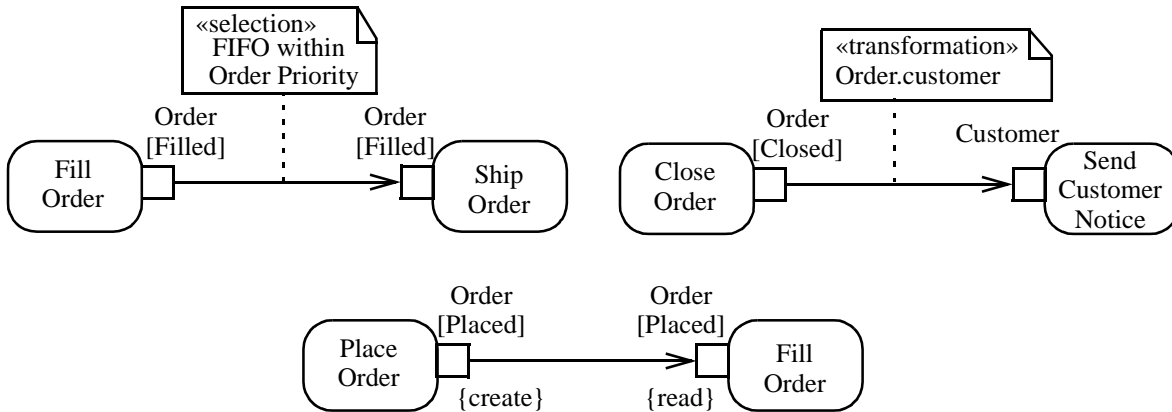 «selection»
FIFO within
Order Priority
Order
[Filled]
Order
[Filled]
Fill
Order
Ship
Order
«transformation»
Order.customer
Order
[Closed]
Customer
Close
Order
Send
Customer
Notice
Order
[Placed]
Order
[Placed]
Place
Order
Fill
Order
{create}
{read}